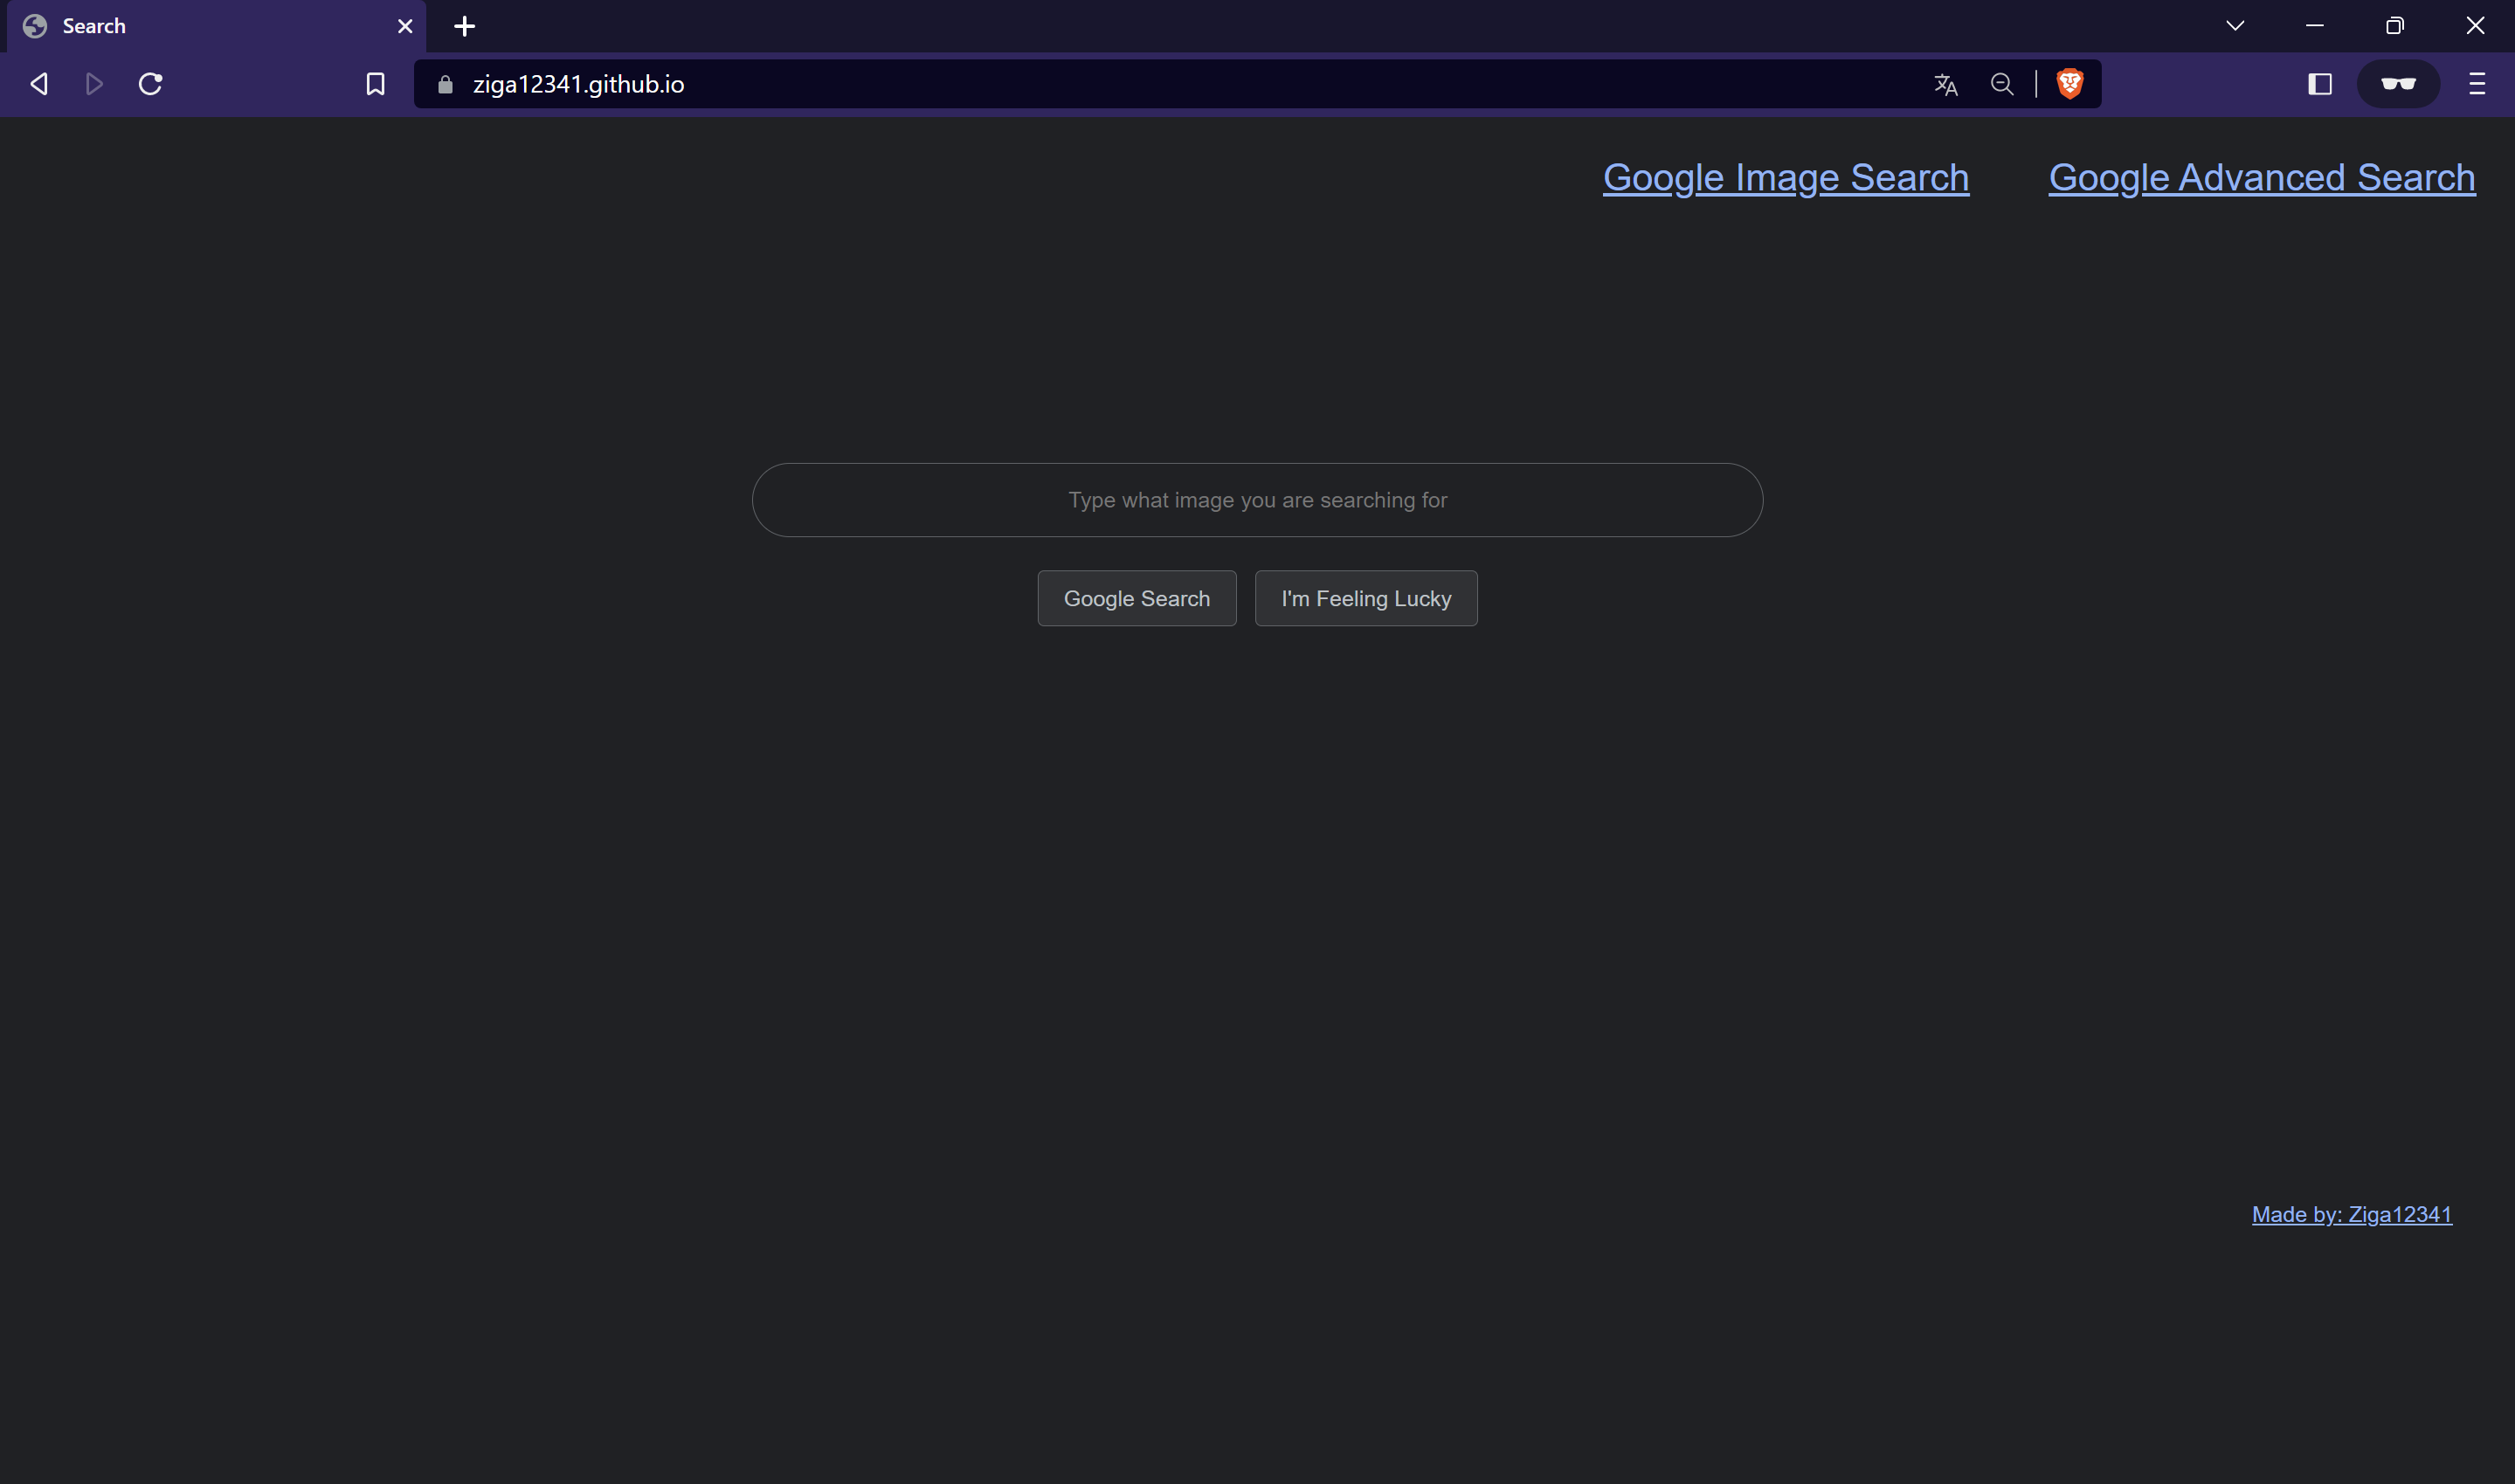 Search
ziga12341.github.io
Google Image Search
Google Advanced Search
Type what image you are searching for
Google Search
I'm Feeling Lucky
Made by: Ziga12341